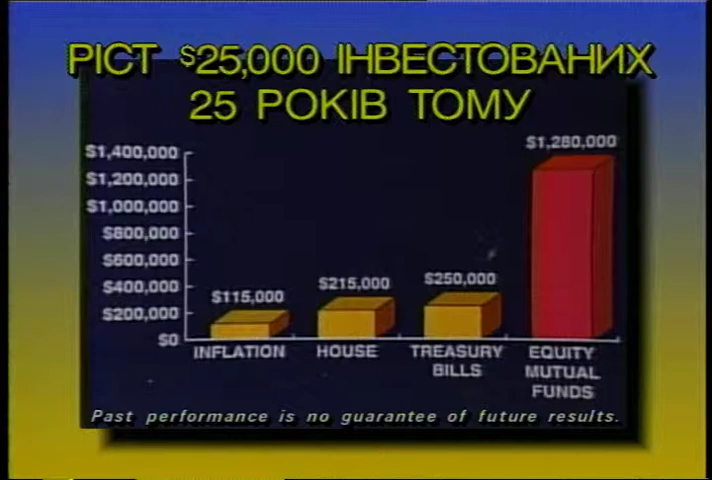 РІСТ $25,000 ІНВЕСТОВАНИХ
25 РОКІВ ТОМУ
$1,400,000
$1,200,000
$1,000,000
$800,000
$600,000
$400,000
$200,000
$0
$115,000
$215,000
$250,000
$1,280,000
INFLATION
HOUSE
TREASURY
BILLS
EQUITY
MUTUAL
FUNDS
Past performance is no guarantee of future results.